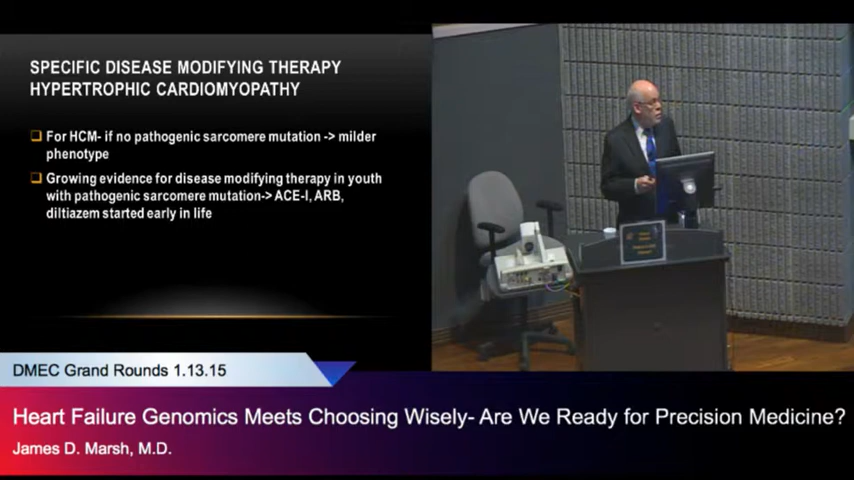 SPECIFIC DISEASE MODIFYING THERAPY
HYPERTROPHIC CARDIOMYOPATHY
For HCM- if no pathogenic sarcomere mutation -> milder
phenotype
Growing evidence for disease modifying therapy in youth
with pathogenic sarcomere mutation-> ACE-I, ARB,
diltiazem started early in life
DMEC Grand Rounds 1.13.15
Heart Failure Genomics Meets Choosing Wisely- Are We Ready for Precision Medicine?
James D. Marsh, M.D.